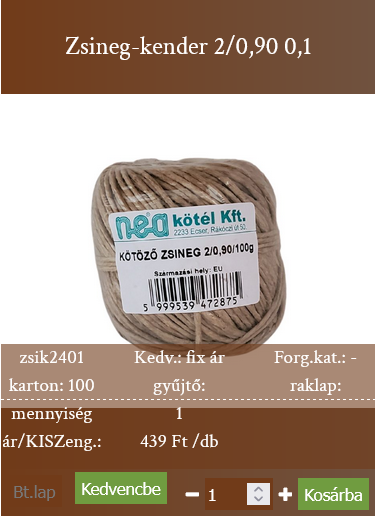 Zsineg-kender 2/0,90 0,1
nea kötél Kft.
2233 Ecser, Rákóczi út 50.
KÖTÖZŐ ZSINEG 2/0,90/100g
Származási hely: EU
5 999539 472875
zsik2401 Kedv.: fix ár Forg.kat.: -
karton: 100 gyűjtő: raklap:
mennyiség 1
ár/KISZeng.: 439 Ft /db
Bt.lap Kedvencbe 1 Kosárba